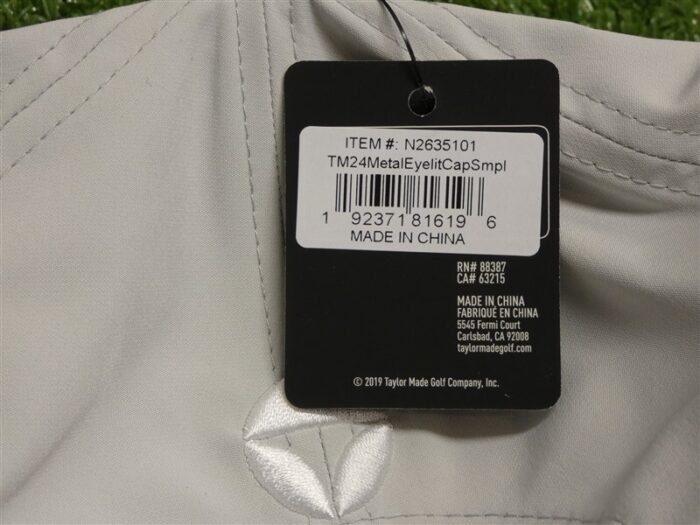 ITEM #: N2635101
TM24MetalEyelitCapSmpl
1 92371 81619 6
MADE IN CHINA
RN# 88387
CA# 63215
MADE IN CHINA
FABRIQUÉ EN CHINA
5545 Fermi Court
Carlsbad, CA 92008
taylormadegolf.com
© 2019 Taylor Made Golf Company, Inc.